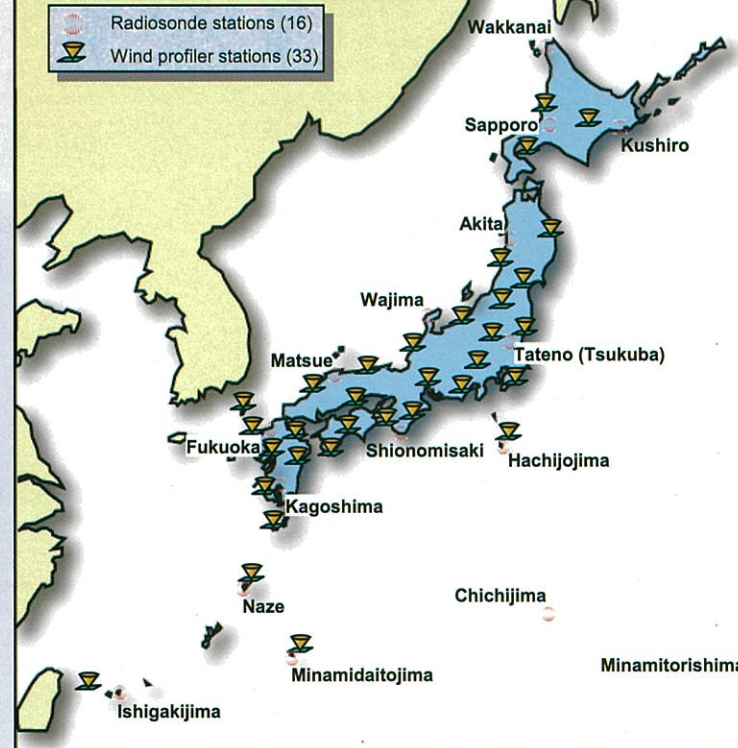 Radiosonde stations (16)
Wind profiler stations (33)
Wakkanai
Sapporo
Kushiro
Akita
Wajima
Matsue
Tateno (Tsukuba)
Fukuoka
Shionomisaki
Hachijojima
Kagoshima
Naze
Chichijima
Minamidaitojima
Minamitorishima
Ishigakijima